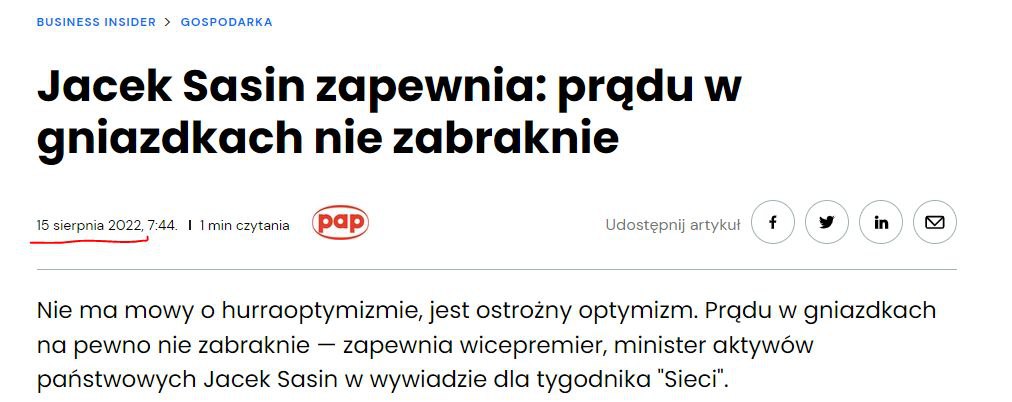 BUSINESS INSIDER > GOSPODARKA
Jacek Sasin zapewnia: prądu w
gniazdkach nie zabraknie
15 sierpnia 2022, 7:44. | 1 min czytania pap Udostępnij artykuł
Nie ma mowy o hurraoptymizmie, jest ostrożny optymizm. Prądu w gniazdkach
na pewno nie zabraknie — zapewnia wicepremier, minister aktywów
państwowych Jacek Sasin w wywiadzie dla tygodnika "Sieci".